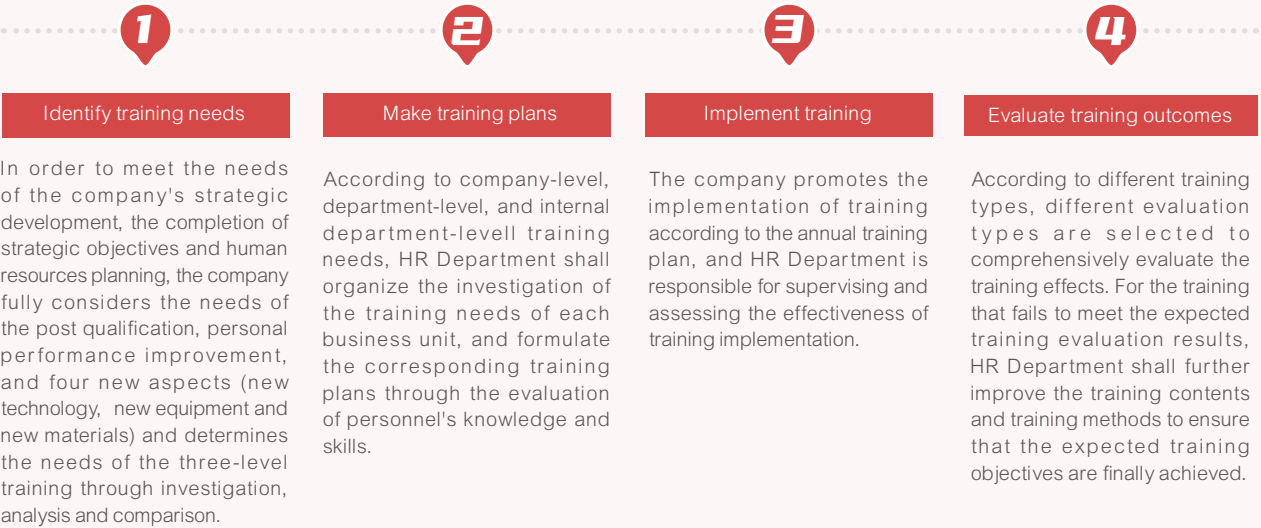 1
Identify training needs
In order to meet the needs
of the company's strategic
development, the completion of
strategic objectives and human
resources planning, the company
fully considers the needs of
the post qualification, personal
performance improvement,
and four new aspects (new
technology, new equipment and
new materials) and determines
the needs of the three-level
training through investigation,
analysis and comparison.
2
Make training plans
According to company-level,
department-level, and internal
department-levell training
needs, HR Department shall
organize the investigation of
the training needs of each
business unit, and formulate
the corresponding training
plans through the evaluation
of personnel's knowledge and
skills.
3
Implement training
The company promotes the
implementation of training
according to the annual training
plan, and HR Department is
responsible for supervising and
assessing the effectiveness of
training implementation.
4
Evaluate training outcomes
According to different training
types, different evaluation
types are selected to
comprehensively evaluate the
training effects. For the training
that fails to meet the expected
training evaluation results,
HR Department shall further
improve the training contents
and training methods to ensure
that the expected training
objectives are finally achieved.